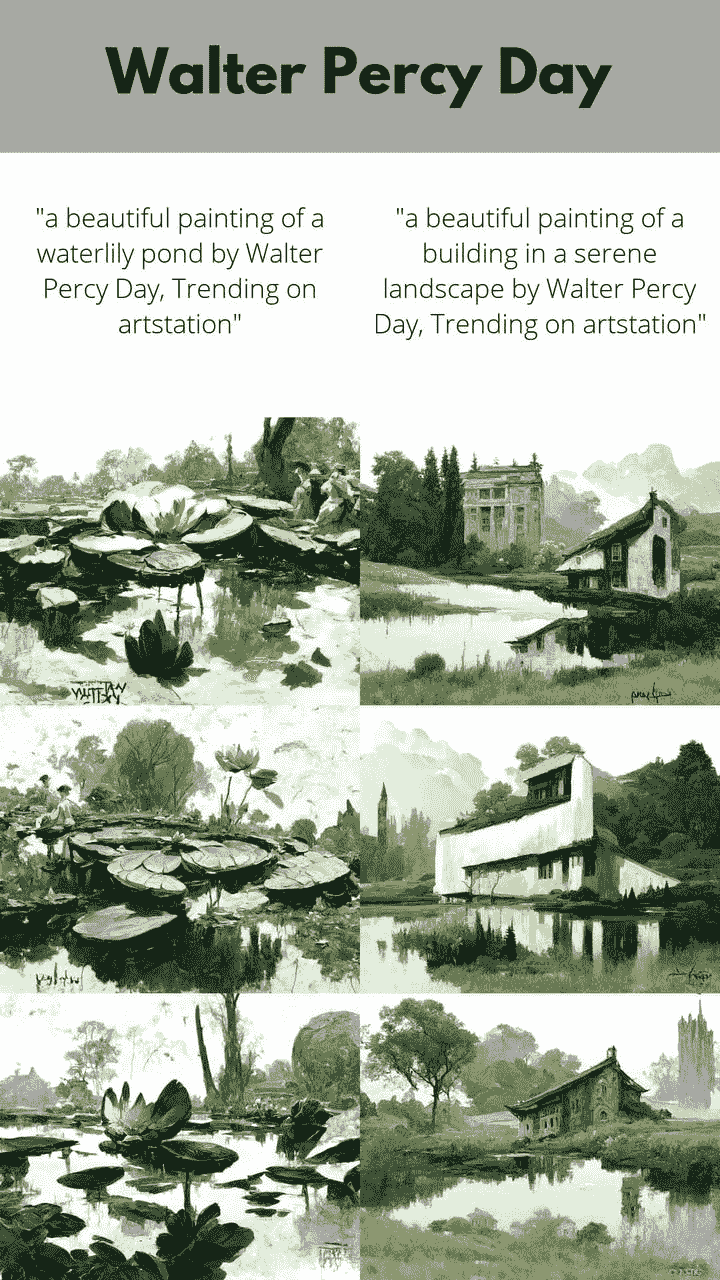 Walter Percy Day
"a beautiful painting of a
waterlily pond by Walter
Percy Day, Trending on
artstation"
"a beautiful painting of a
building in a serene
landscape by Walter Percy
Day, Trending on artstation"